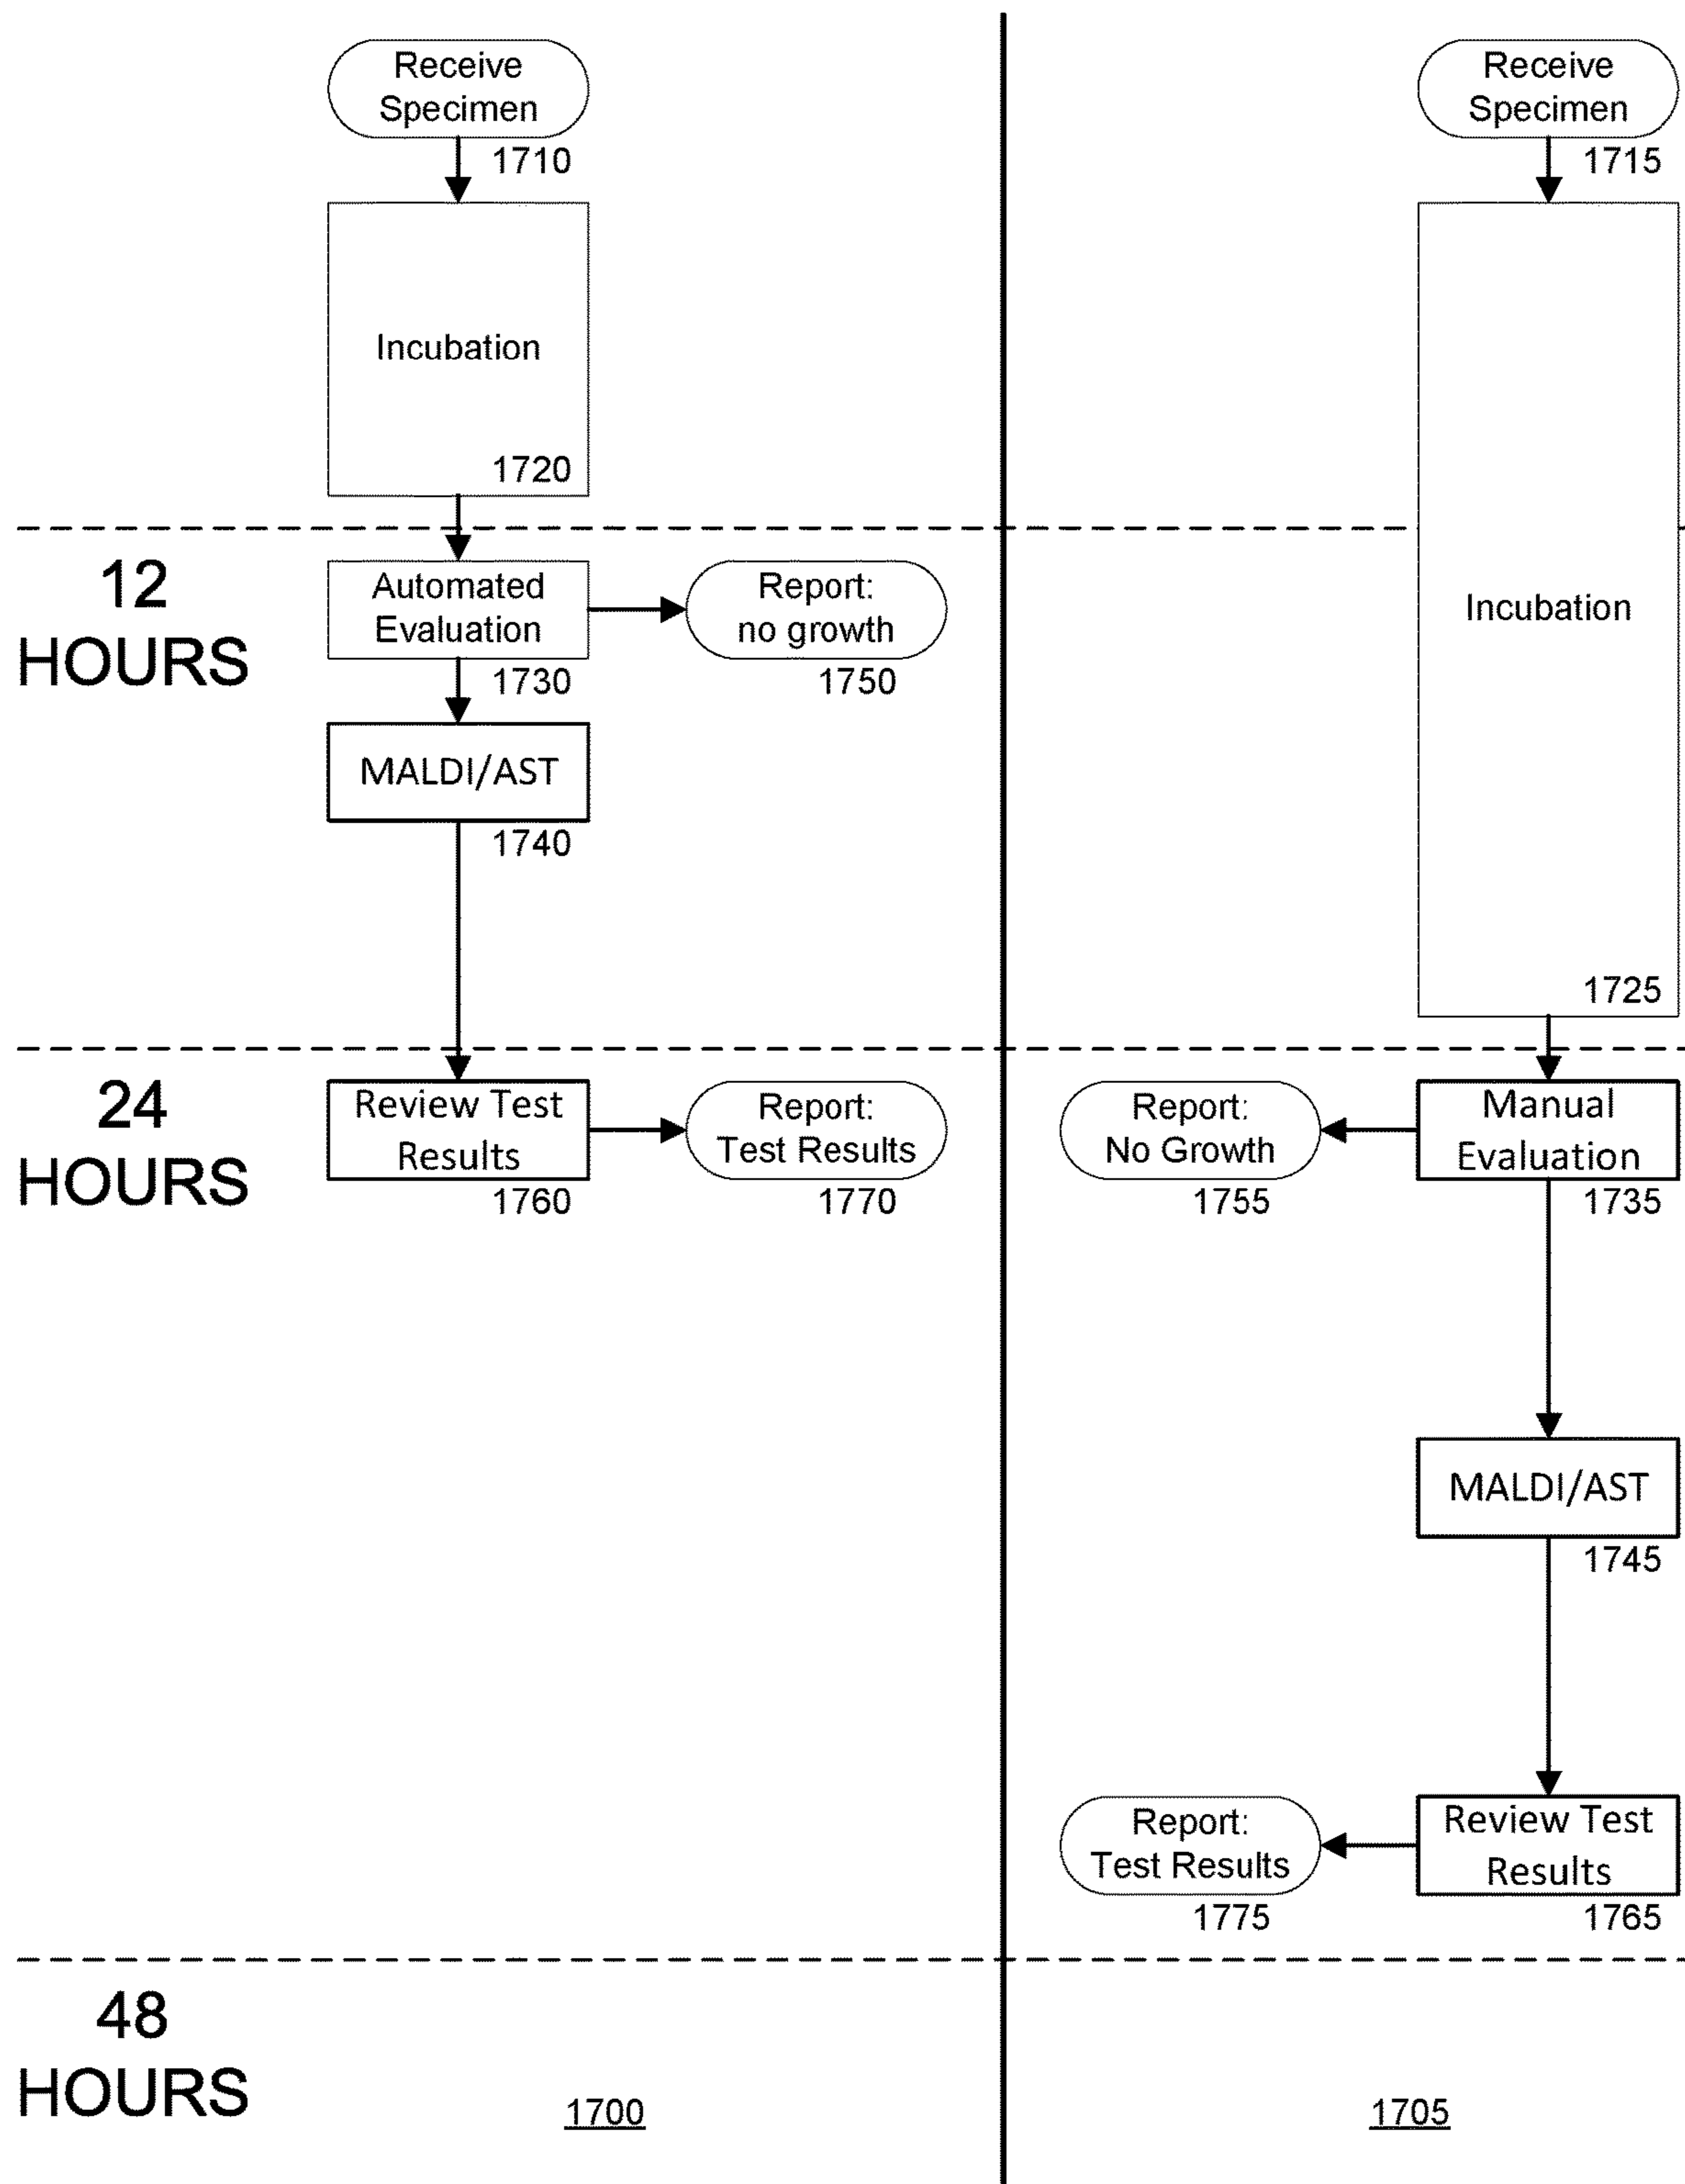 Receive
Specimen
1710
Incubation
1720
12
HOURS
Automated
Evaluation
1730
Report:
no growth
1750
MALDI/AST
1740
24
HOURS
Review Test
Results
1760
Report:
Test Results
1770
48
HOURS
1700
Receive
Specimen
1715
Incubation
1725
Manual
Evaluation
1735
Report:
No Growth
1755
MALDI/AST
1745
Review Test
Results
1765
Report:
Test Results
1775
1705